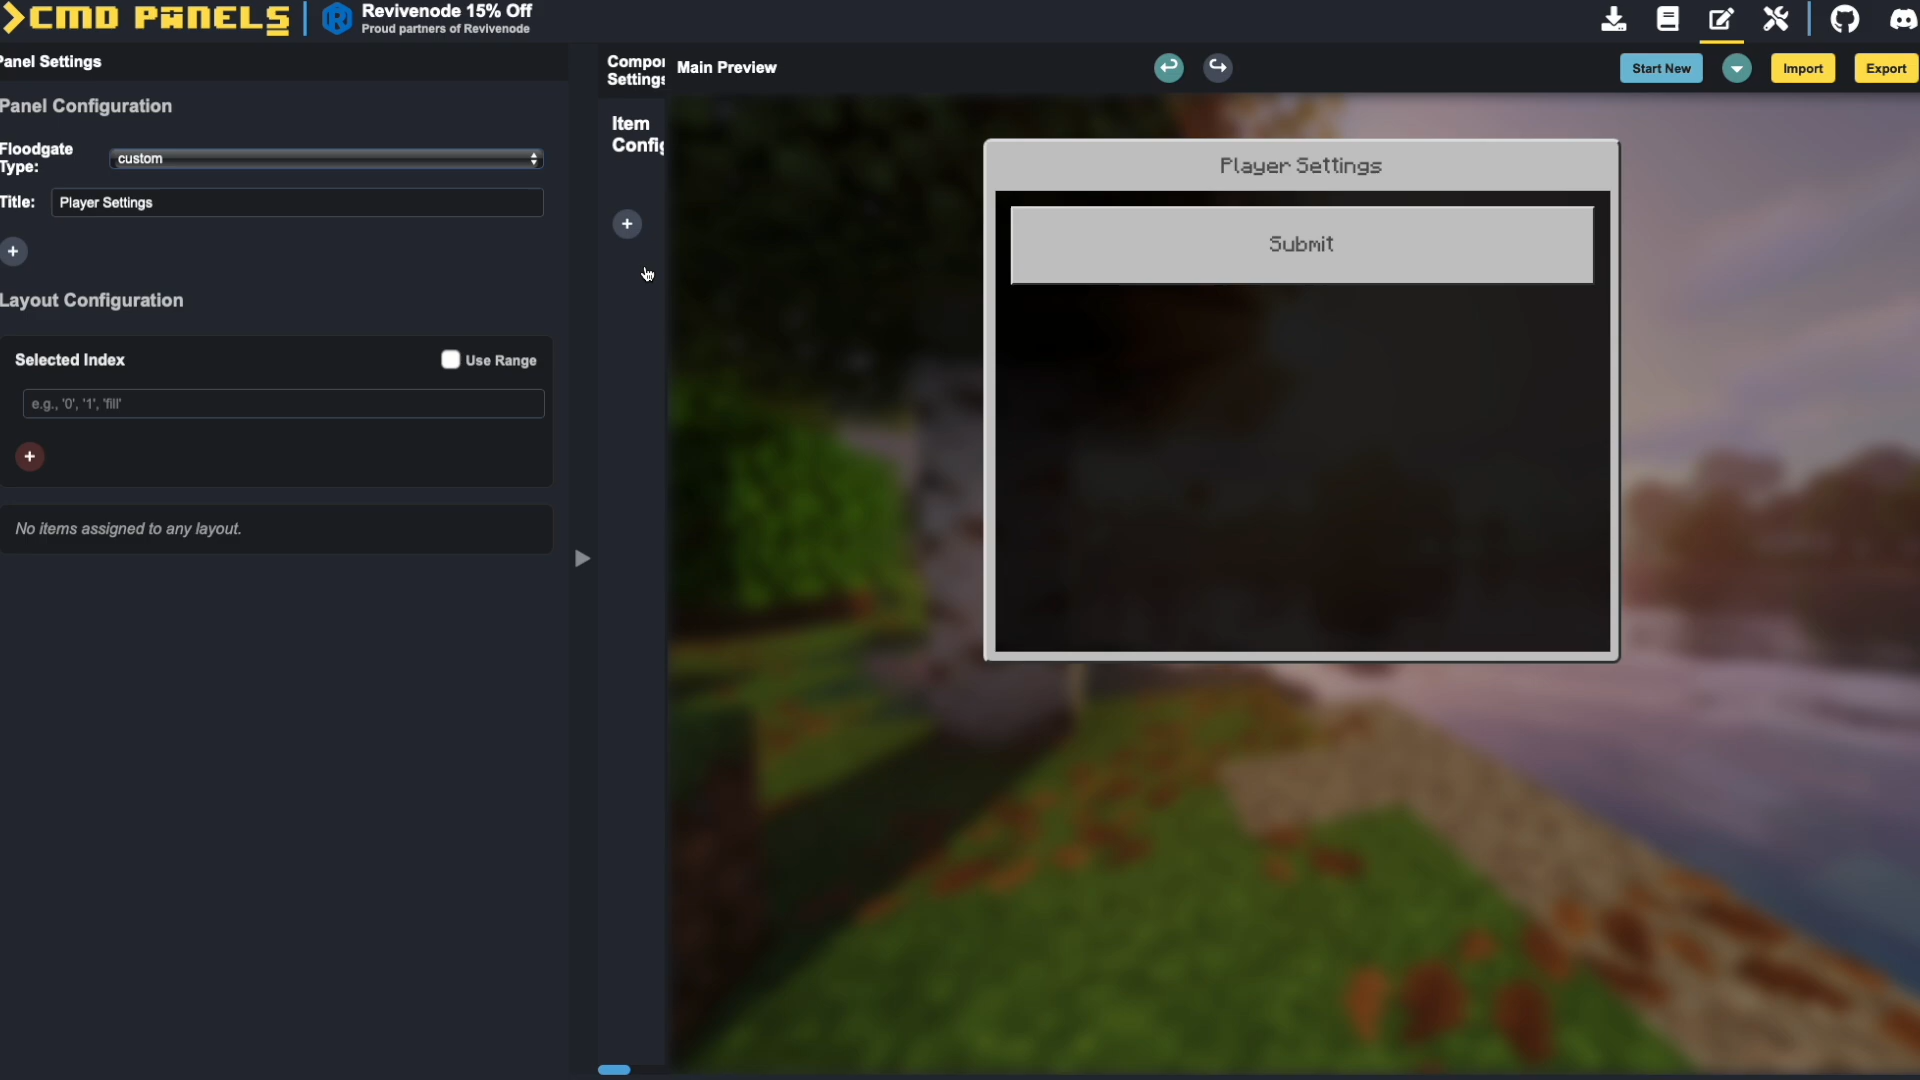 CMD PANELS
Revivenode 15% Off
Proud partners of Revivenode
Panel Settings
Compon
Settings
Main Preview
Start New
Import
Export
Panel Configuration
Item
Config
Floodgate
Type:
custom
Title:
Player Settings
Player Settings
Submit
Layout Configuration
Selected Index
Use Range
e.g., '0', '1', 'fill'
No items assigned to any layout.